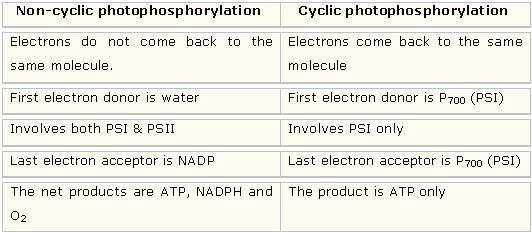 Non-cyclic photophosphorylation Cyclic photophosphorylation
Electrons do not come back to the
same molecule.
Electrons come back to the same
molecule
First electron donor is water
First electron donor is P700 (PSI)
Involves both PSI & PSII
Involves PSI only
Last electron acceptor is NADP
Last electron acceptor is P700 (PSI)
The net products are ATP, NADPH and
O2
The product is ATP only